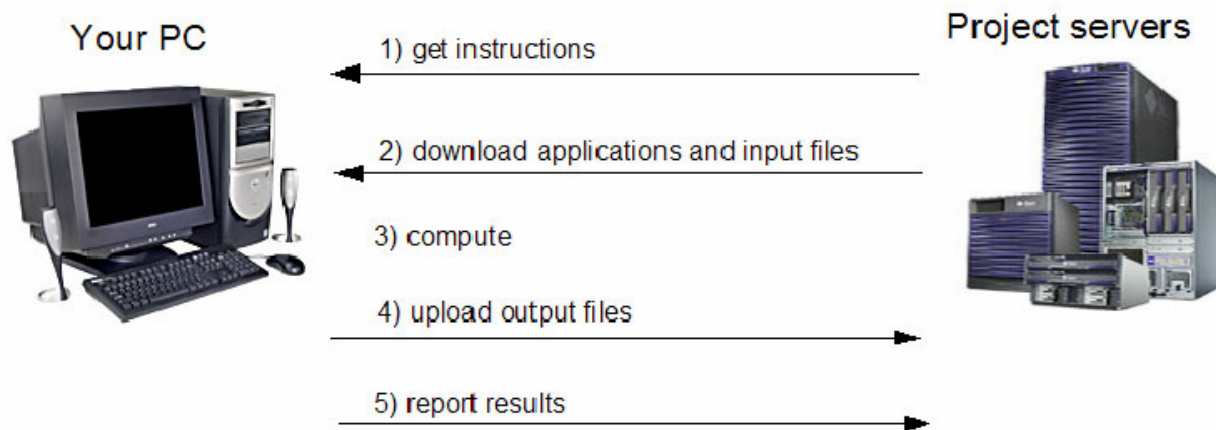 Your PC
Project servers
1) get instructions
2) download applications and input files
3) compute
4) upload output files
5) report results